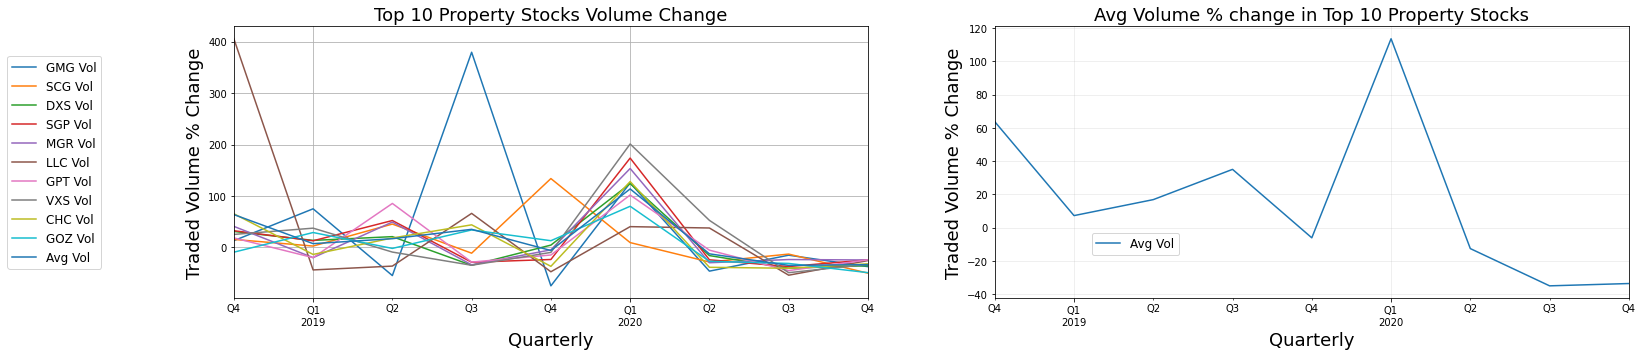 GMG Vol
SCG Vol
DXS Vol
SGP Vol
MGR Vol
LLC Vol
GPT Vol
VXS Vol
CHC Vol
GOZ Vol
Avg Vol
Top 10 Property Stocks Volume Change
Traded Volume % Change
400
300
200
100
0
Q4 Q1 Q2 Q3 Q4 Q1 Q2 Q3 Q4
2019 2020
Quarterly
Avg Volume % change in Top 10 Property Stocks
Traded Volume % Change
120
100
80
60
40
20
0
−20
−40
Avg Vol
Q4 Q1 Q2 Q3 Q4 Q1 Q2 Q3 Q4
2019 2020
Quarterly